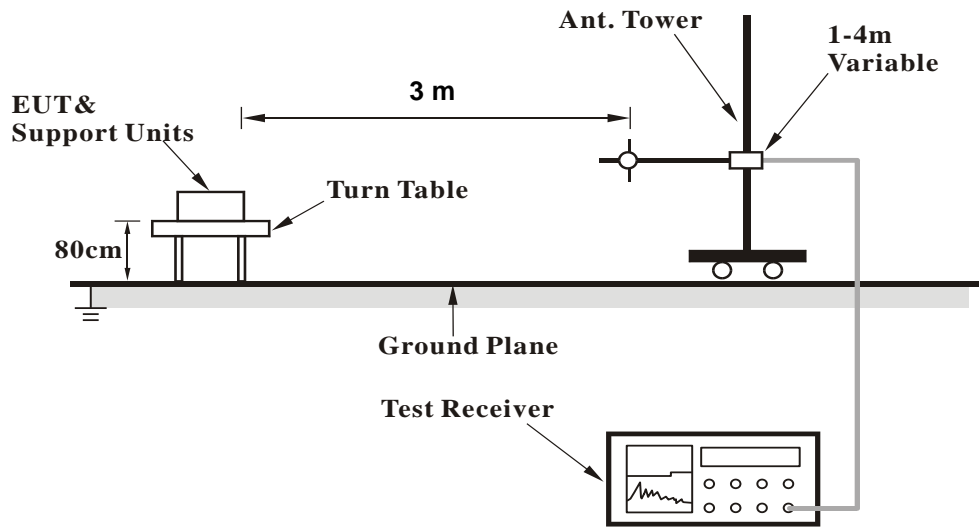 Ant. Tower
1-4m
Variable
3 m
EUT&
Support Units
Turn Table
80cm
Ground Plane
Test Receiver